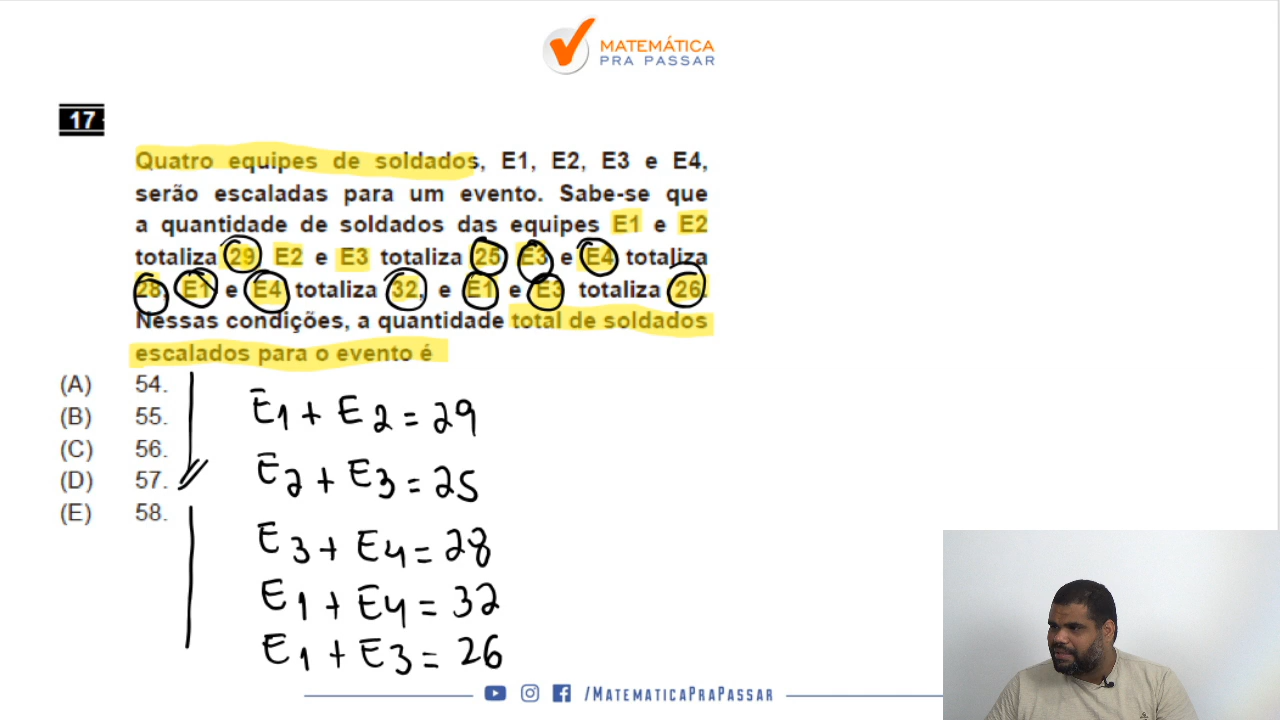 MATEMÁTICA
PRA PASSAR
17
Quatro equipes de soldados, E1, E2, E3 e E4,
serão escaladas para um evento. Sabe-se que
a quantidade de soldados das equipes E1 e E2
totaliza 29 E2 e E3 totaliza 25 E3 e E4 totaliza
28, E1 e E4 totaliza 32, e E1 e E3 totaliza 26.
Nessas condições, a quantidade total de soldados
escalados para o evento é
(A) 54.
(B) 55.
(C) 56.
(D) 57.
(E) 58.
E1 + E2 = 29
E2 + E3 = 25
E3 + E4 = 28
E1 + E4 = 32
E1 + E3 = 26
/MATEMATICAPRAPASSAR